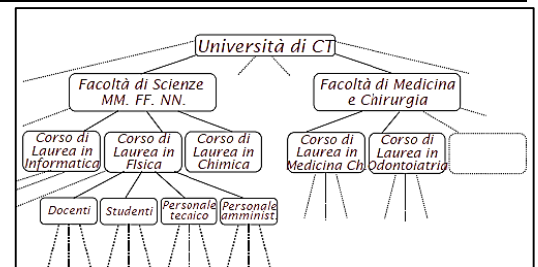 Università di CT
Facoltà di Scienze
MM. FF. NN.
Facoltà di Medicina
e Chirurgia
Corso di
Laurea in
Informatica
Corso di
Laurea in
FIsica
Corso di
Laurea in
Chimica
Corso di
Laurea in
Medicina Ch.
Corso di
Laurea in
Odontoiatria
Docenti
Studenti
Personale
tecaico
Personale
amminist.